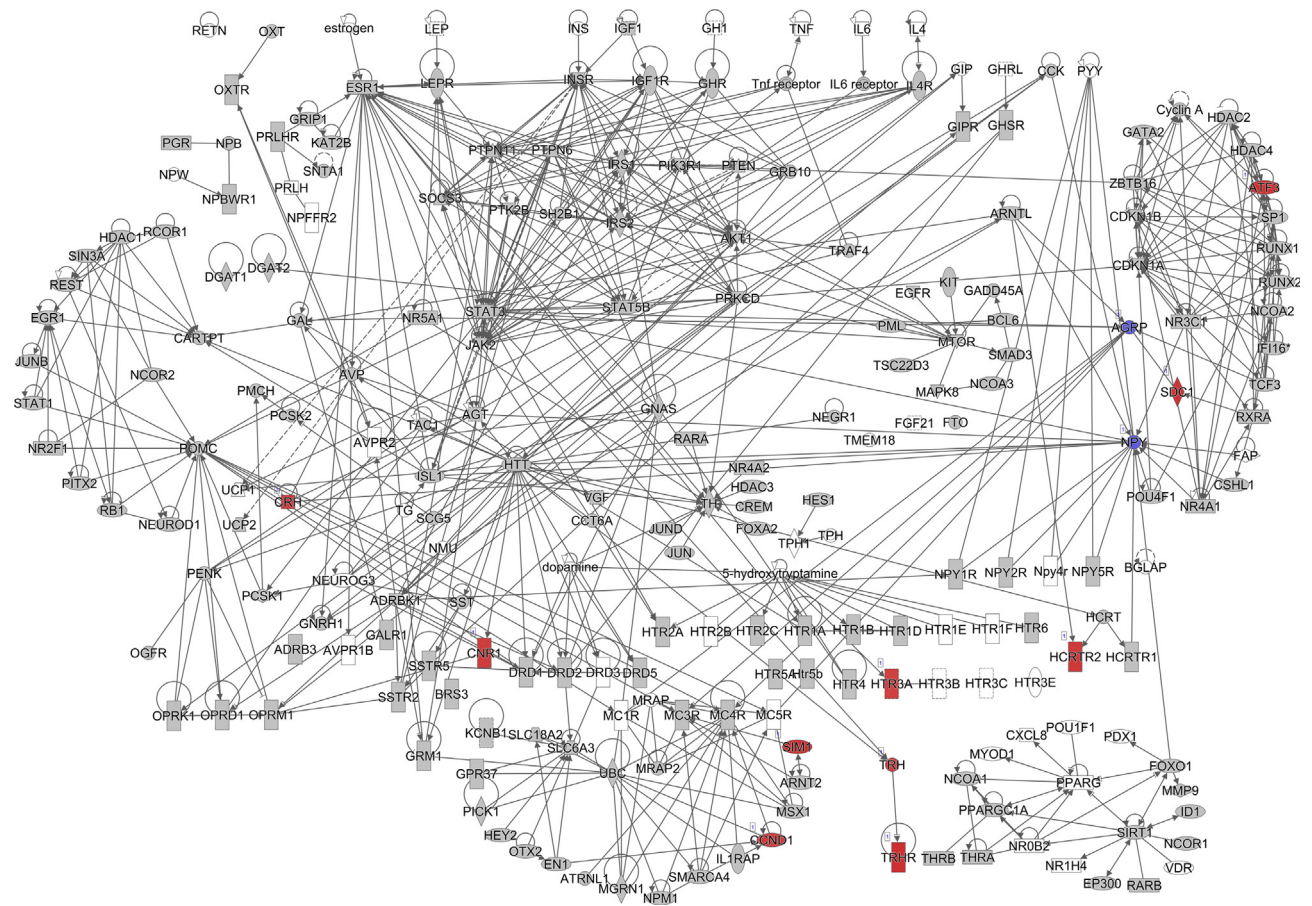 RETN
OXT
estrogen
LEP
INS
IGF1
GH1
TNF
IL6
IL4
GIP
GHRL
CCK
PYY
OXTR
ESR1
LEPR
INSR
IGF1R
GHR
Tnf receptor
IL6 receptor
IL4R
Cyclin A
HDAC2
GRIP1
PRLHR
KAT2B
GIPR
GHSR
GATA2
HDAC4
PGR
NPB
NPW
SNTA1
PTPN11
PTPN6
IRS1
PIK3R1
PTEN
GRB10
ZBTB16
ATF3
NPBWR1
PRLH
NPFFR2
SOCS3
PTK2B
SH2B1
IRS2
AKT1
ARNTL
CDKN1B
SP1
HDAC1
RCOR1
SIN3A
REST
DGAT1
DGAT2
TRAF4
CDKN1A
RUNX1
RUNX2
EGR1
CARTPT
GAL
NR5A1
STAT3
STAT5B
PRKCD
EGFR
KIT
GADD45A
PML
BCL6
NCOA2
NR3C1
AGRP
JAK2
MTOR
SMAD3
IFI16
JUNB
NCOR2
AVP
TSC22D3
MAPK8
NCOA3
TCF3
STAT1
PMCH
PCSK2
TAC1
AGT
GNAS
NEGR1
FGF21
FTO
SDC1
RXRA
NR2F1
POMC
AVPR2
RARA
TMEM18
NPY
FAP
PITX2
UCP1
CRH
ISL1
HTT
NR4A2
HDAC3
CSHL1
RB1
NEUROD1
UCP2
TG
SCG5
VGF
CCT6A
TH
CREM
HES1
POU4F1
NR4A1
JUND
FOXA2
JUN
TPH1
TPH
NMU
PENK
PCSK1
NEUROG3
ADRBK1
SST
dopamine
5-hydroxytryptamine
NPY1R
NPY2R
Npy4r
NPY5R
BGLAP
GNRH1
HCRT
OGFR
ADRB3
AVPR1B
GALR1
SSTR5
CNR1
DRD1
DRD2
DRD3
DRD5
HTR2A
HTR2B
HTR2C
HTR1A
HTR1B
HTR1D
HTR1E
HTR1F
HTR6
HCRTR2
HCRTR1
SSTR2
BRS3
HTR5A
Htr5b
HTR4
HTR3A
HTR3B
HTR3C
HTR3E
OPRK1
OPRD1
OPRM1
MRAP
MC1R
MC3R
MC4R
MC5R
KCNB1
SLC18A2
SLC6A3
GRM1
GPR37
UBC
MRAP2
SIM1
ARNT2
TRH
CXCL8
POU1F1
PDX1
MYOD1
NCOA1
PPARG
FOXO1
MMP9
PICK1
MSX1
PPARGC1A
ID1
HEY2
OTX2
EN1
CCND1
IL1RAP
SIRT1
NR0B2
NCOR1
ATRNL1
MGRN1
NPM1
SMARCA4
TRHR
THRB
THRA
NR1H4
VDR
EP300
RARB